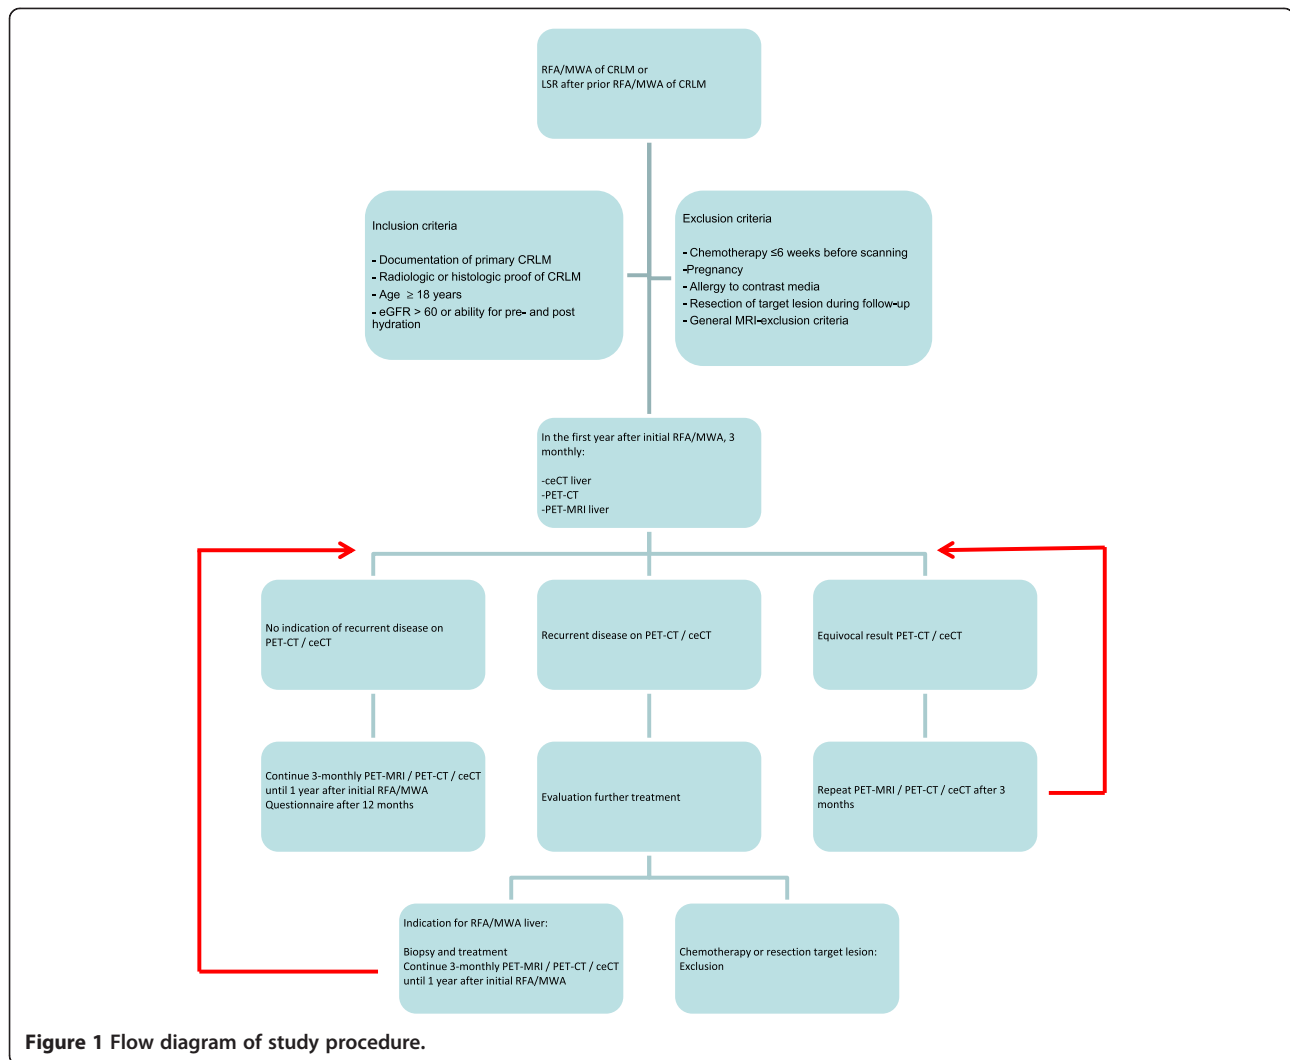 RFA/MWA of CRLM or
LSR after prior RFA/MWA of CRLM
Inclusion criteria
- Documentation of primary CRLM
- Radiologic or histologic proof of CRLM
- Age ≥ 18 years
- eGFR > 60 or ability for pre- and post
hydration
Exclusion criteria
- Chemotherapy ≤6 weeks before scanning
-Pregnancy
- Allergy to contrast media
- Resection of target lesion during follow-up
- General MRI-exclusion criteria
In the first year after initial RFA/MWA, 3
monthly:
-ceCT liver
-PET-CT
-PET-MRI liver
No indication of recurrent disease on
PET-CT / ceCT
Recurrent disease on PET-CT / ceCT
Equivocal result PET-CT / ceCT
Continue 3-monthly PET-MRI / PET-CT / ceCT
until 1 year after initial RFA/MWA
Questionnaire after 12 months
Evaluation further treatment
Repeat PET-MRI / PET-CT / ceCT after 3
months
Indication for RFA/MWA liver:
Biopsy and treatment
Continue 3-monthly PET-MRI / PET-CT / ceCT
until 1 year after initial RFA/MWA
Chemotherapy or resection target lesion:
Exclusion
Figure 1 Flow diagram of study procedure.